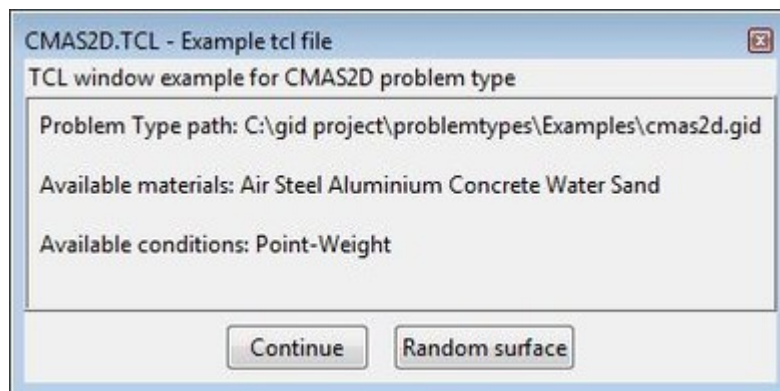 CMAS2D.TCL - Example tcl file
TCL window example for CMAS2D problem type
Problem Type path: C:\gid project\problemtypes\Examples\cmas2d.gid
Available materials: Air Steel Aluminium Concrete Water Sand
Available conditions: Point-Weight
Continue Random surface